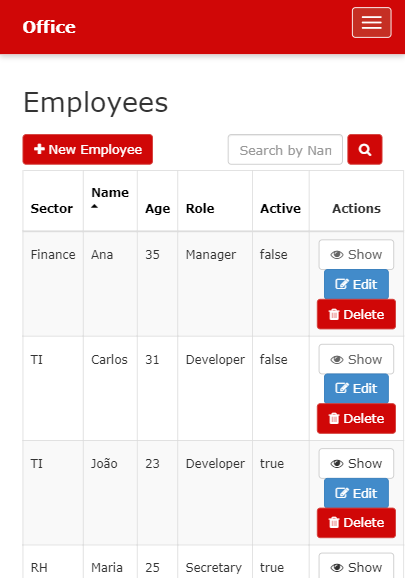 Office
Employees
New Employee
Search by Nan
Sector Name Age Role Active Actions
Finance Ana 35 Manager false Show
Edit
Delete
TI Carlos 31 Developer false Show
Edit
Delete
TI João 23 Developer true Show
Edit
Delete
RH Maria 25 Secretary true Show